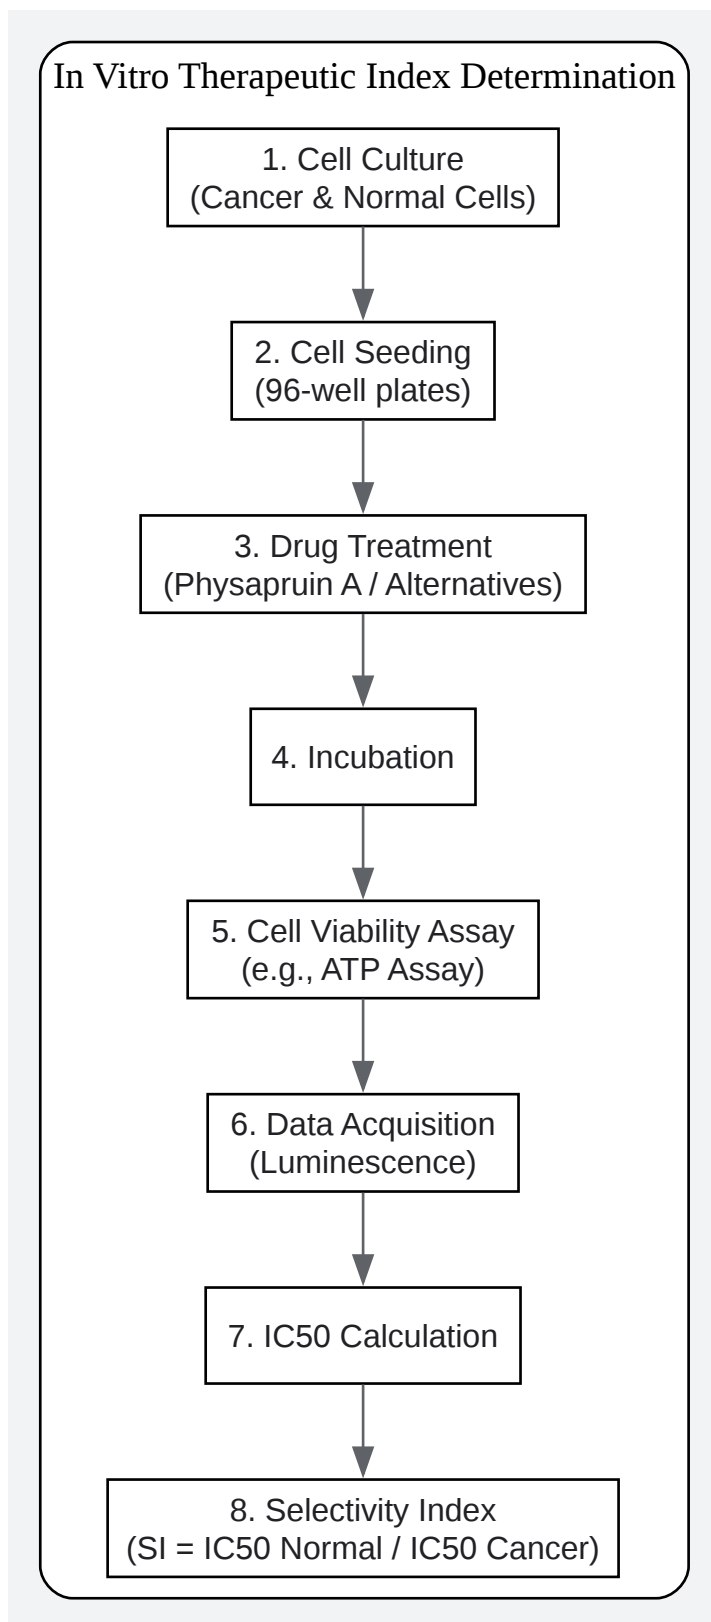 In Vitro Therapeutic Index Determination
1. Cell Culture
(Cancer & Normal Cells)
2. Cell Seeding
(96-well plates)
3. Drug Treatment
(Physapruin A / Alternatives)
4. Incubation
5. Cell Viability Assay
(e.g., ATP Assay)
6. Data Acquisition
(Luminescence)
7. IC50 Calculation
8. Selectivity Index
(SI = IC50 Normal / IC50 Cancer)